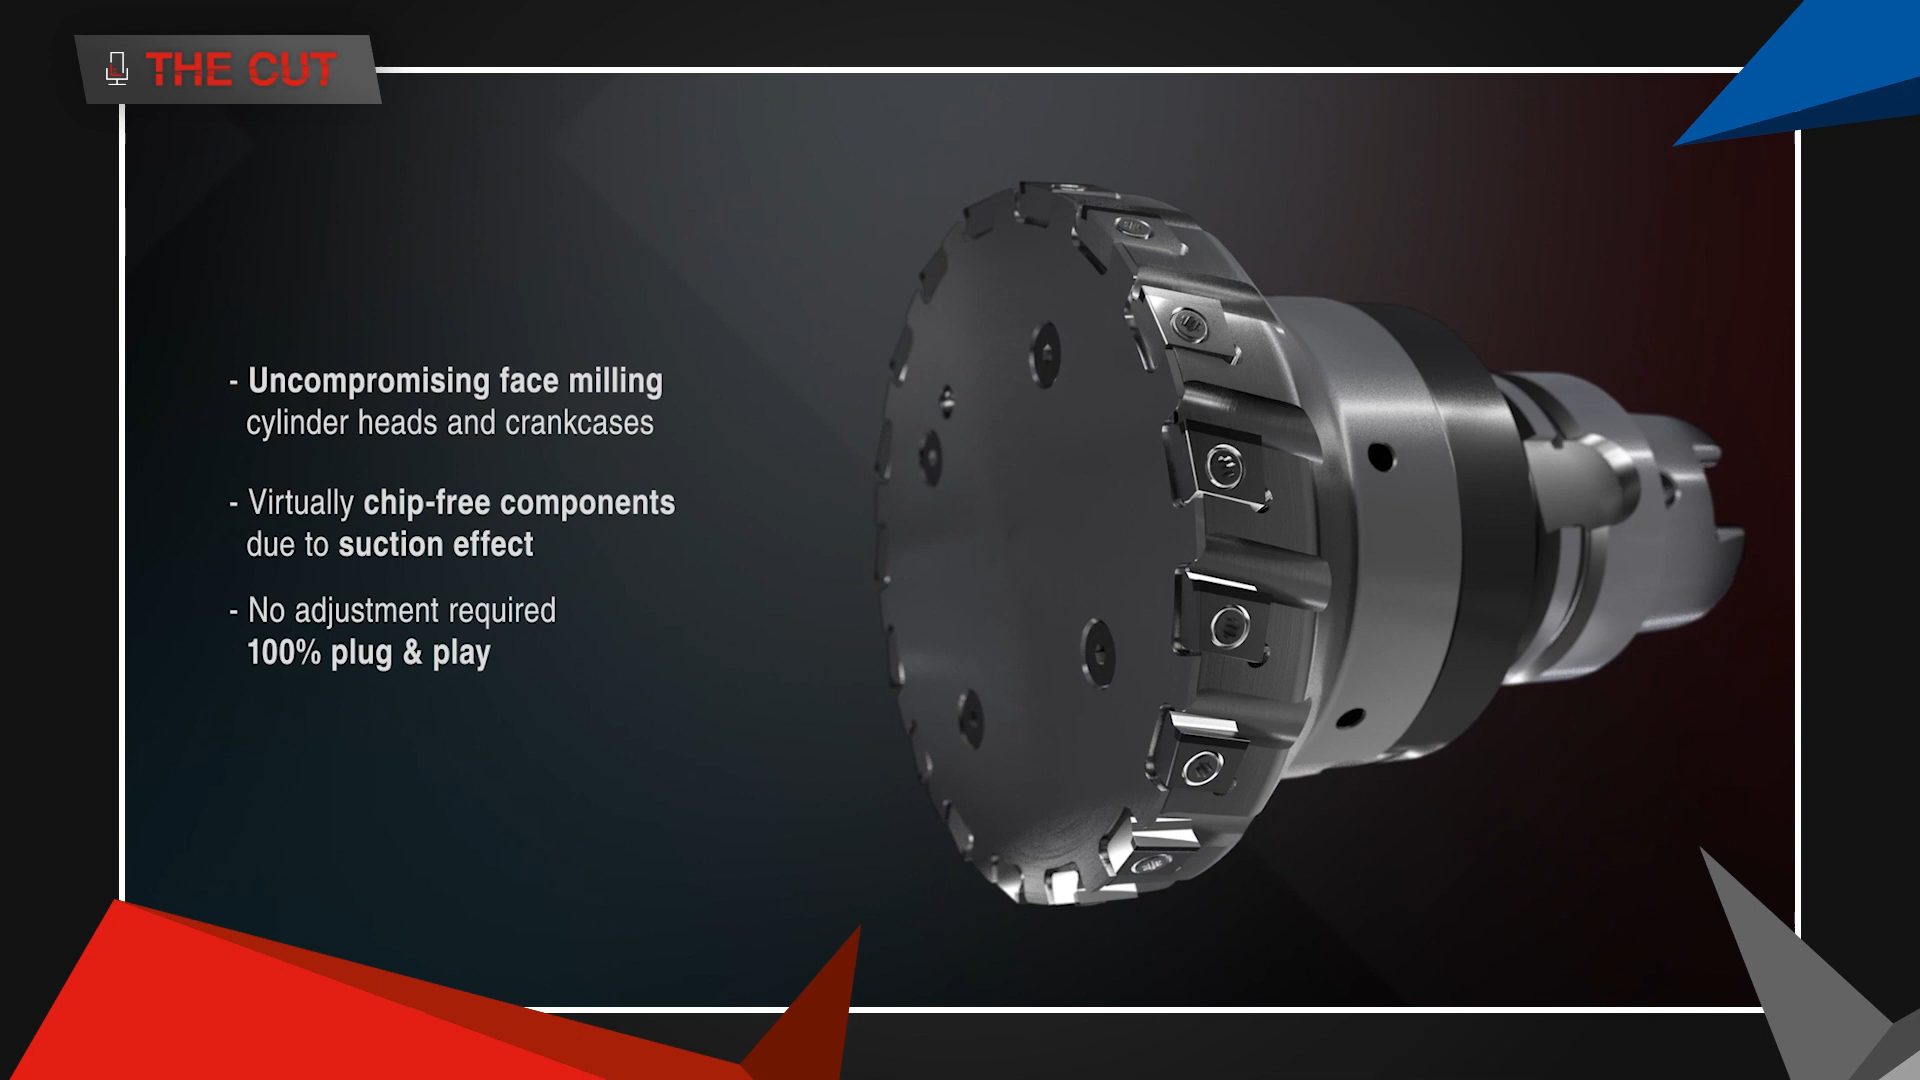 THE CUT
- Uncompromising face milling
cylinder heads and crankcases
- Virtually chip-free components
due to suction effect
- No adjustment required
100% plug & play